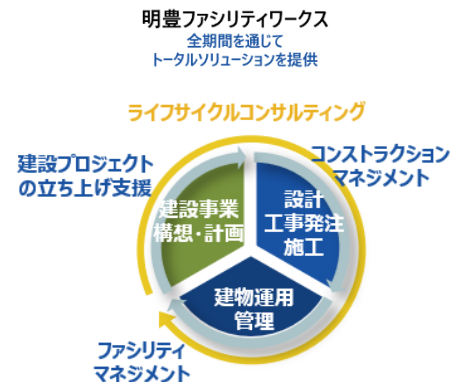 明豊ファシリティワークス
全期間を通じて
トータルソリューションを提供
ライフサイクルコンサルティング
建設プロジェクト
の立ち上げ支援
コンストラクション
マネジメント
建設事業
構想・計画
設計
工事発注
施工
建物運用
管理
ファシリティ
マネジメント